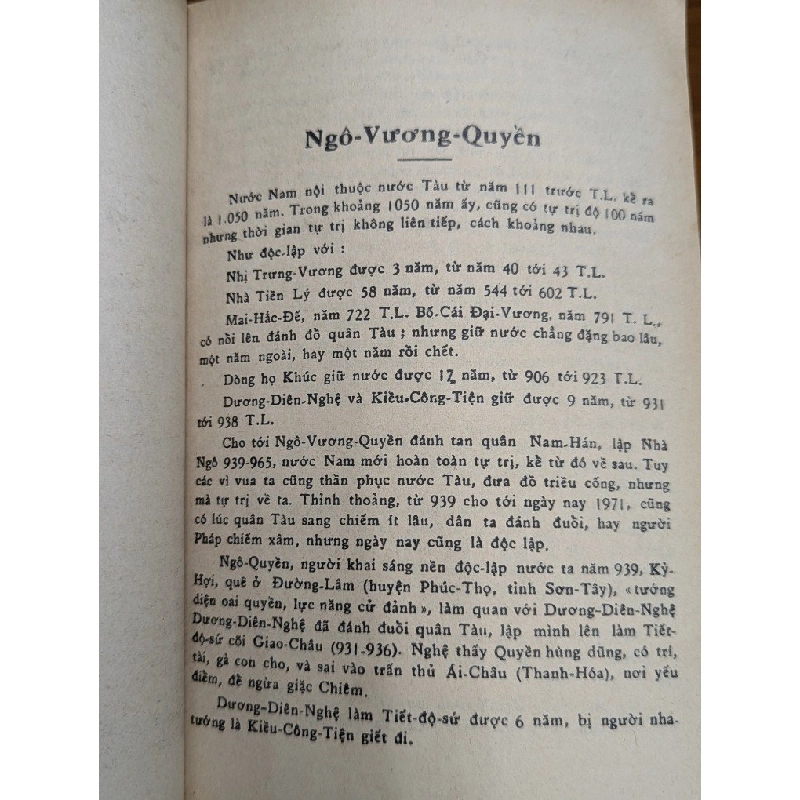 Ngô-Vương-Quyền
Nước Nam nội thuộc nước Tàu từ năm 111 trước T.L. kể ra
là 1.050 năm. Trong khoảng 1050 năm ấy, cũng có tự trị độ 100 năm
nhưng thời gian tự trị không liên tiếp, cách khoảng nhau.
Như độc-lập với :
Nhị Trưng-Vương được 3 năm, từ năm 40 tới 43 T.L.
Nhà Tiền Lý được 58 năm, từ năm 544 tới 602 T.L.
Mai-Hắc-Đế, năm 722 T.L. Bố-Cái Đại-Vương, năm 791 T. L.,
có nổi lên đánh đổ quân Tàu ; nhưng giữ nước chẳng đặng bao lâu,
một năm ngoài, hay một năm rồi chết.
Dòng họ Khúc giữ nước được 17 năm, từ 906 tới 923 T.L.
Dương-Diên-Nghệ và Kiều-Công-Tiện giữ được 9 năm, từ 931
tới 938 T.L.
Cho tới Ngô-Vương-Quyền đánh tan quân Nam-Hán, lập Nhà
Ngô 939-965, nước Nam mới hoàn toàn tự trị, kể từ đó về sau. Tuy
các vì vua ta cũng thần phục nước Tàu, đưa đồ triều cống, nhưng
mà tự trị về ta. Thỉnh thoảng, từ 939 cho tới ngày nay 1971, cũng
có lúc quân Tàu sang chiếm ít lâu, dân ta đánh đuổi, hay người
Pháp chiếm xâm, nhưng ngày nay cũng là độc lập.
Ngô-Quyền, người khai sáng nền độc-lập nước ta năm 939, Kỷ-
Hợi, quê ở Đường-Lâm (huyện Phúc-Thọ, tỉnh Sơn-Tây), «tướng
diện oai quyền, lực năng cử đảnh», làm quan với Dương-Diên-Nghệ
Dương-Diên-Nghệ đã đánh đuổi quân Tàu, lập mình lên làm Tiết-
độ-sứ cõi Giao-Châu (931-936). Nghệ thấy Quyền hùng dũng, có trí,
tài, gả con cho, và sai vào trấn thủ Ái-Châu (Thanh-Hóa), nơi yếu
điểm, để ngừa giặc Chiêm.
Dương-Diên-Nghệ làm Tiết-độ-sứ được 6 năm, bị người nha-
tướng là Kiều-Công-Tiện giết đi.